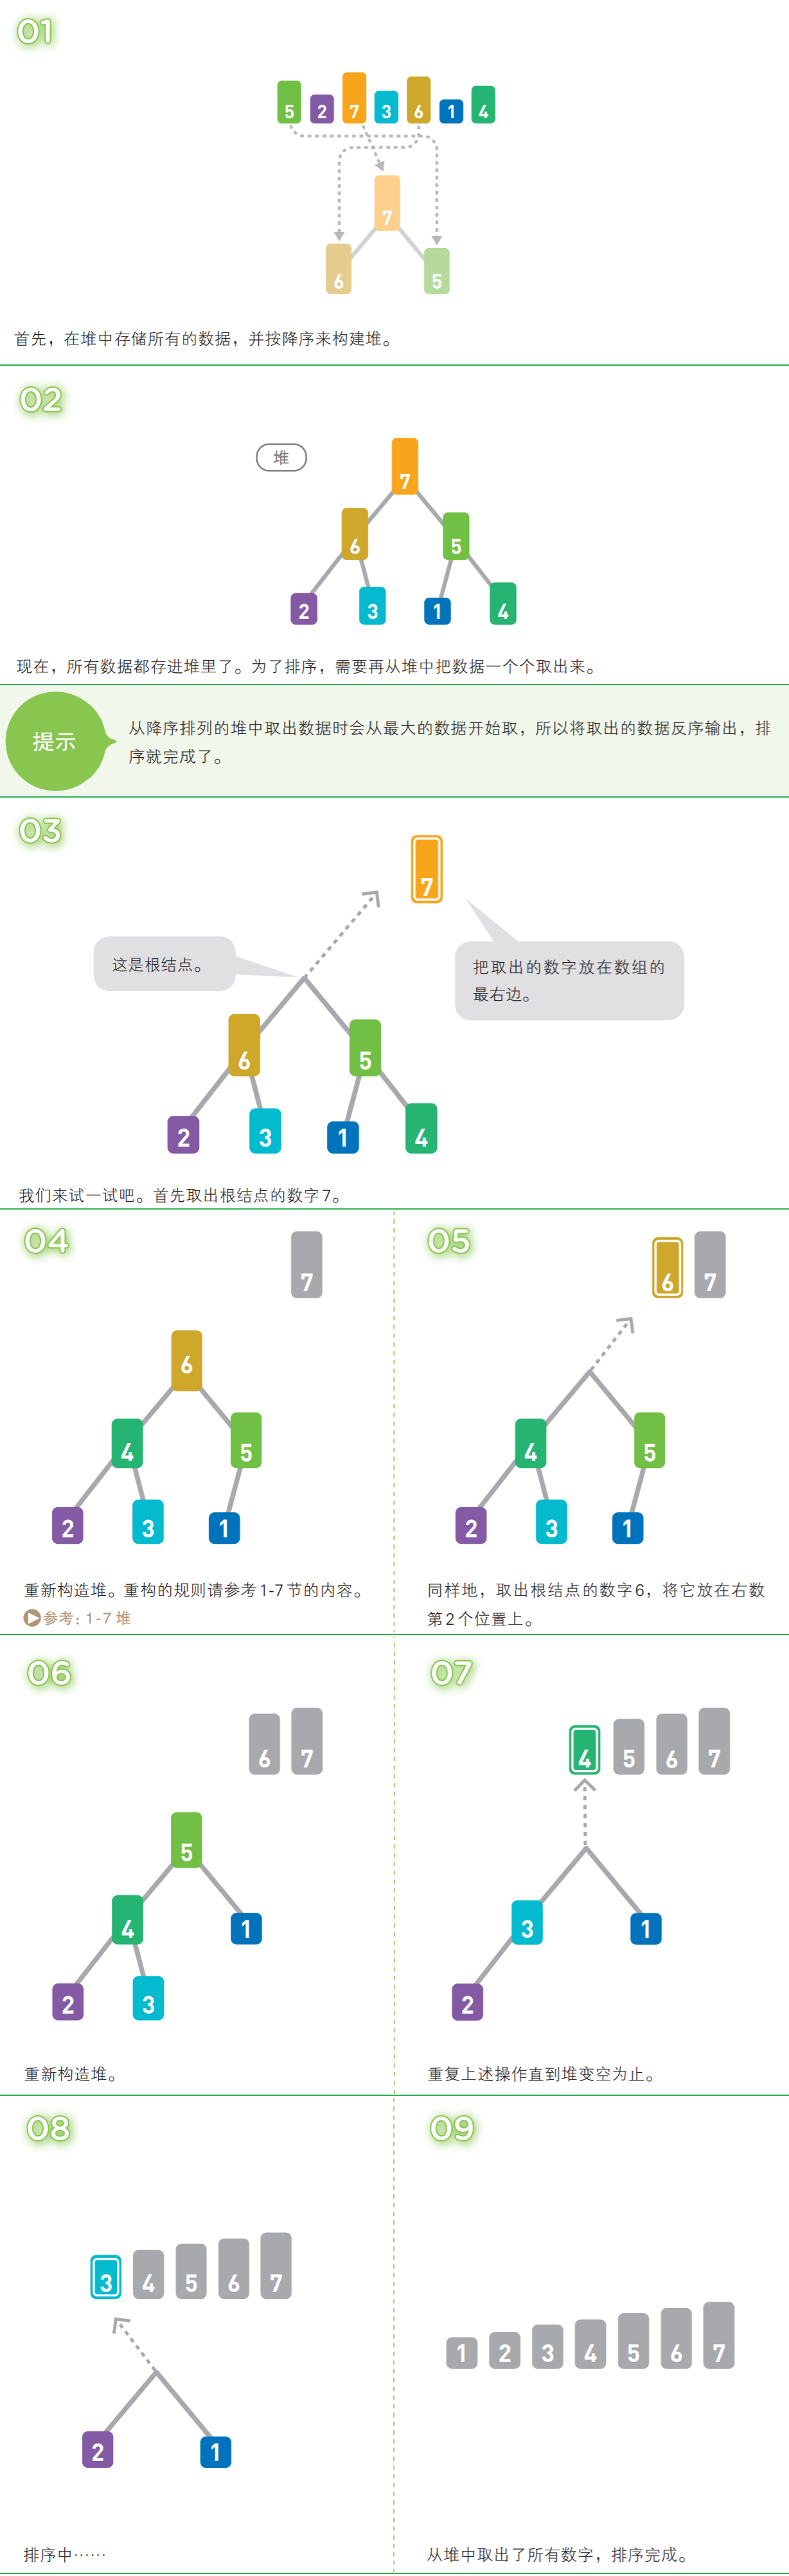 01
5 2 7 3 6 1 4
7
6 5
首先，在堆中存储所有的数据，并按降序来构建堆。
02
堆
7
6 5
2 3 1 4
现在，所有数据都存进堆里了。为了排序，需要再从堆中把数据一个个取出来。
提示
从降序排列的堆中取出数据时会从最大的数据开始取，所以将取出的数据反序输出，排
序就完成了。
03
7
这是根结点。
把取出的数字放在数组的
最右边。
6 5
2 3 1 4
我们来试一试吧。首先取出根结点的数字7。
04
7
6
4 5
2 3 1
重新构造堆。重构的规则请参考1-7节的内容。
参考：1-7 堆
05
6 7
4 5
2 3 1
同样地，取出根结点的数字6，将它放在右数
第2个位置上。
06
6 7
5
4 1
2 3
重新构造堆。
07
4 5 6 7
3 1
2
重复上述操作直到堆变空为止。
08
3 4 5 6 7
2 1
排序中……
09
1 2 3 4 5 6 7
从堆中取出了所有数字，排序完成。